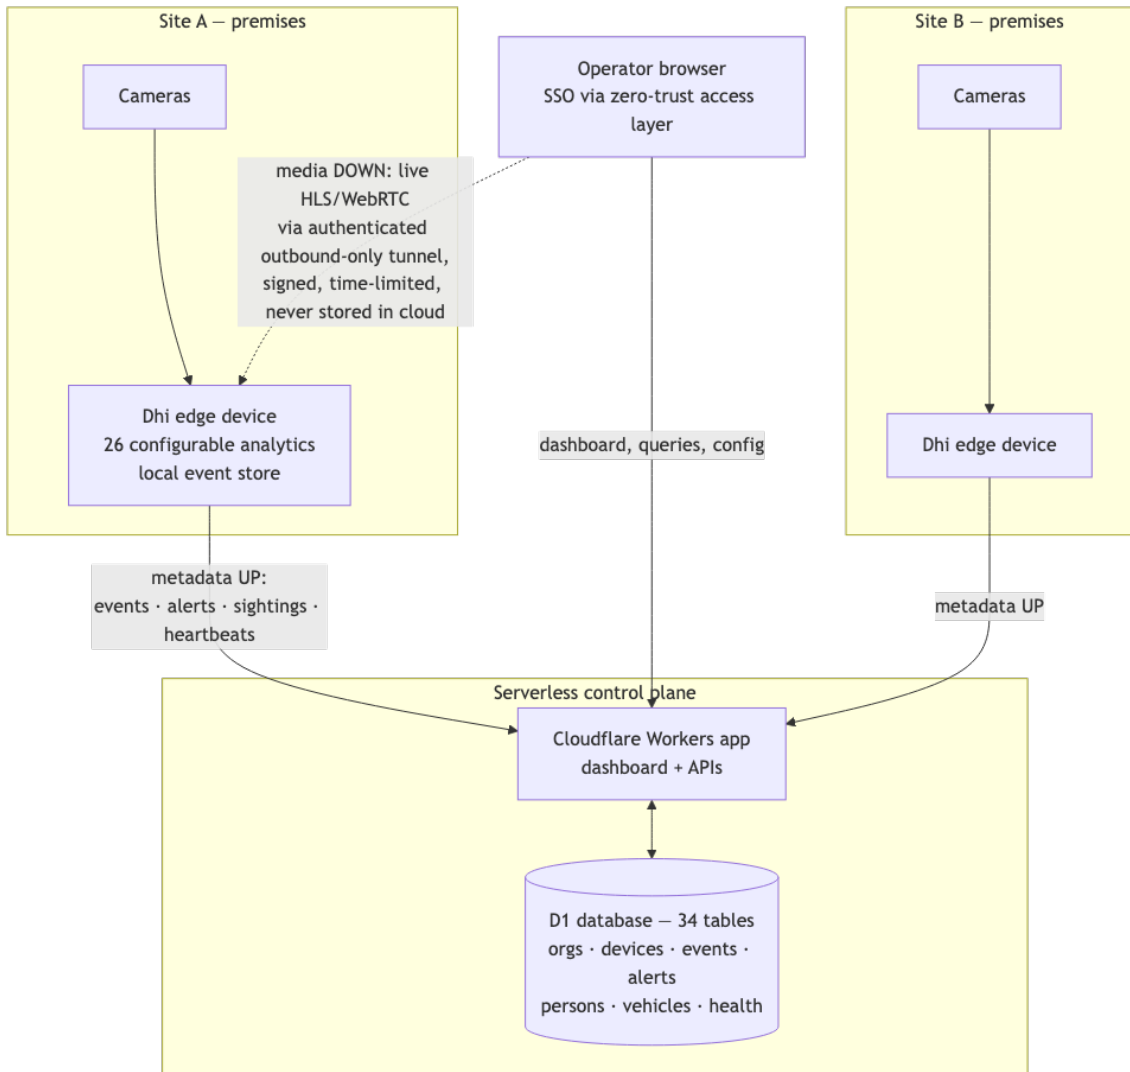 Site A – premises
Site B – premises
Cameras
Operator browser
SSO via zero-trust access
layer
Cameras
media DOWN: live
HLS/WebRTC
via authenticated
outbound-only tunnel,
signed, time-limited,
never stored in cloud
Dhi edge device
26 configurable analytics
local event store
dashboard, queries, config
Dhi edge device
metadata UP:
events · alerts · sightings ·
heartbeats
metadata UP
Serverless control plane
Cloudflare Workers app
dashboard + APIs
D1 database – 34 tables
orgs · devices · events ·
alerts
persons · vehicles · health